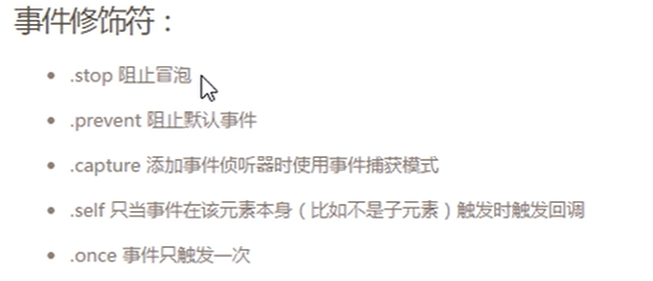 事件修饰符：
.stop 阻止冒泡
.prevent 阻止默认事件
.capture 添加事件侦听器时使用事件捕获模式
.self 只当事件在该元素本身（比如不是子元素）触发时触发回调
.once 事件只触发一次